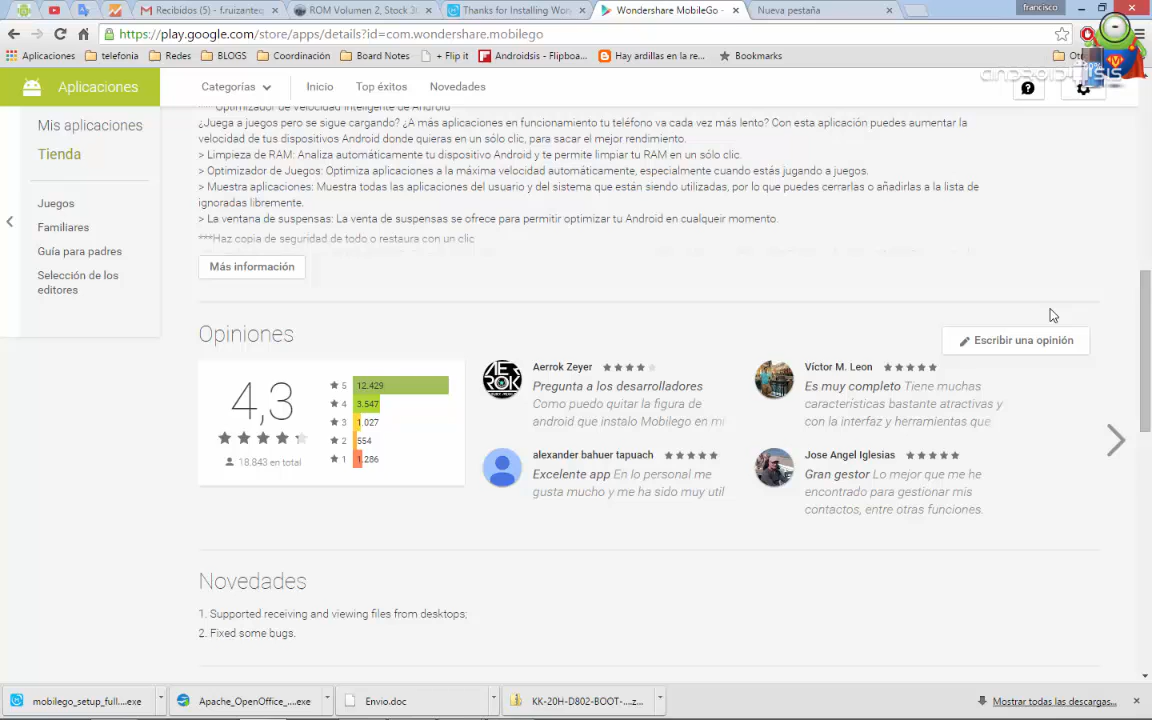 francisco
Recibidos (5) - f.ruizanteq
ROM Volumen 2, Stock 3
Thanks for Installing Won
Wondershare MobileGo -
Nueva pestaña
https://play.google.com/store/apps/details?id=com.wondershare.mobilego
Aplicaciones
telefonia
Redes
BLOGS
Coordinación
Board Notes
+ Flip it
Androidsis - Flipboa...
Hay ardillas en la red...
Bookmarks
androidsis
Aplicaciones
Categorías
Inicio
Top éxitos
Novedades
Mis aplicaciones
Tienda
Juegos
Familiares
Guía para padres
Selección de los
editores
*** Optimizador de velocidad inteligente de Android
¿Juega a juegos pero se sigue cargando? ¿A más aplicaciones en funcionamiento tu teléfono va cada vez más lento? Con esta aplicación puedes aumentar la
velocidad de tus dispositivos Android donde quieras en un sólo clic, para sacar el mejor rendimiento.
> Limpieza de RAM: Analiza automáticamente tu dispositivo Android y te permite limpiar tu RAM en un sólo clic.
> Optimizador de Juegos: Optimiza aplicaciones a la máxima velocidad automáticamente, especialmente cuando estás jugando a juegos.
> Muestra aplicaciones: Muestra todas las aplicaciones del usuario y del sistema que están siendo utilizadas, por lo que puedes cerrarlas o añadirlas a la lista de
ignoradas libremente.
> La ventana de suspensas: La venta de suspensas se ofrece para permitir optimizar tu Android en cualqueir momento.
***Haz copia de seguridad de todo o restaura con un clic
Más información
Opiniones
Escribir una opinión
4,3
18.843 en total
5 12.429
4 3.547
3 1.027
2 554
1 1.286
Aerrok Zeyer
Pregunta a los desarrolladores
Como puedo quitar la figura de
android que instalo Mobilego en mi
Víctor M. Leon
Es muy completo Tiene muchas
características bastante atractivas y
con la interfaz y herramientas que
alexander bahuer tapuach
Excelente app En lo personal me
gusta mucho y me ha sido muy util
Jose Angel Iglesias
Gran gestor Lo mejor que me he
encontrado para gestionar mis
contactos, entre otras funciones.
Novedades
1. Supported receiving and viewing files from desktops;
2. Fixed some bugs.
mobilego_setup_full....exe
Apache_OpenOffice_....exe
Envio.doc
KK-20H-D802-BOOT-....z...
Mostrar todas las descargas...